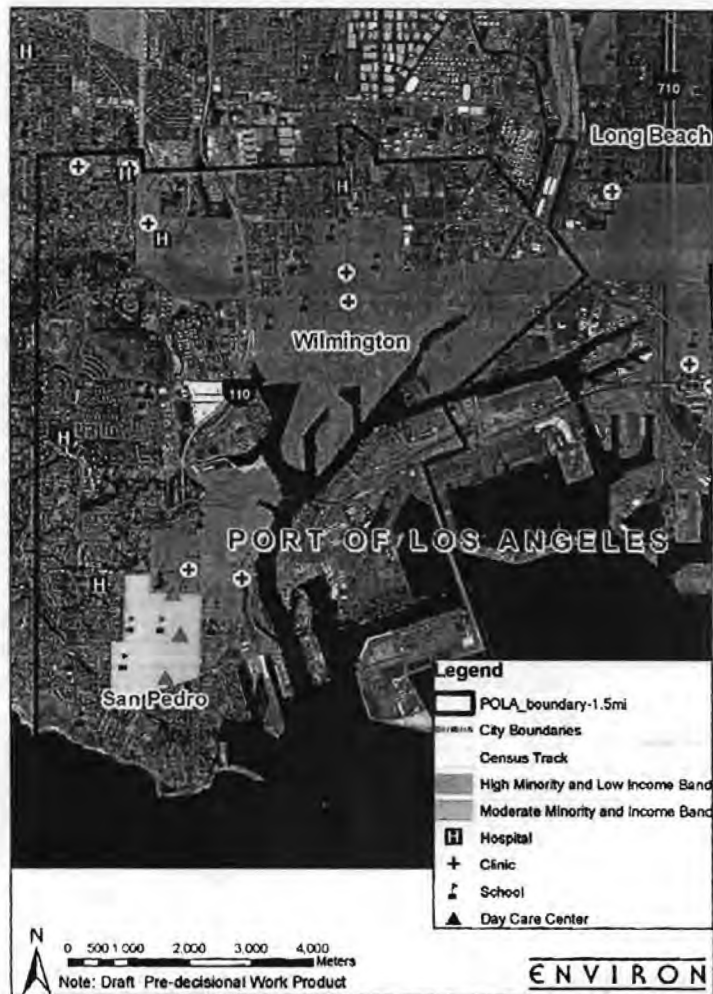 H
710
Long Beach
H
H
H
Wilmington
110
H
PORT OF LOS ANGELES
H
San Pedro
Legend
POLA_boundary-1.5mi
City Boundaries
Census Track
High Minority and Low Income Band
Moderate Minority and Income Band
H Hospital
Clinic
School
Day Care Center
N
0 500 1.000 2.000 3,000 4,000
Meters
Note: Draft Pre-decisional Work Product
ENVIRON